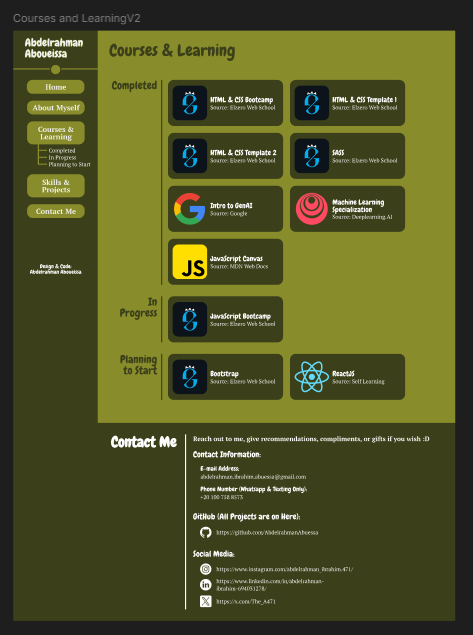 Courses and LearningV2
Abdelrahman
Aboueissa
Home
About Myself
Courses &
Learning
Completed
In Progress
Planning to Start
Skills &
Projects
Contact Me
Design & Code:
Abdelrahman Aboueissa
Courses & Learning
Completed
HTML & CSS Bootcamp
Source: Elzero Web School
HTML & CSS Template 1
Source: Elzero Web School
HTML & CSS Template 2
Source: Elzero Web School
SASS
Source: Elzero Web School
Intro to GenAI
Source: Google
Machine Learning
Specialization
Source: Deeplearning.AI
JS
JavaScript Canvas
Source: MDN Web Docs
In
Progress
JavaScript Bootcamp
Source: Elzero Web School
Planning
to Start
Bootstrap
Source: Elzero Web School
ReactJS
Source: Self Learning
Contact Me
Reach out to me, give recommendations, compliments, or gifts if you wish :D
Contact Information:
E-mail Address:
abdelrahman.ibrahim.abuessa@gmail.com
Phone Number (Whatsapp & Texting Only):
+20 100 758 8573
GitHub (All Projects are on Here):
https://github.com/AbdelrahmanAbuessa
Social Media:
https://www.instagram.com/abdelrahman_ibrahim.471/
https://www.linkedin.com/in/abdelrahman-
ibrahim-694031278/
https://x.com/The_A471